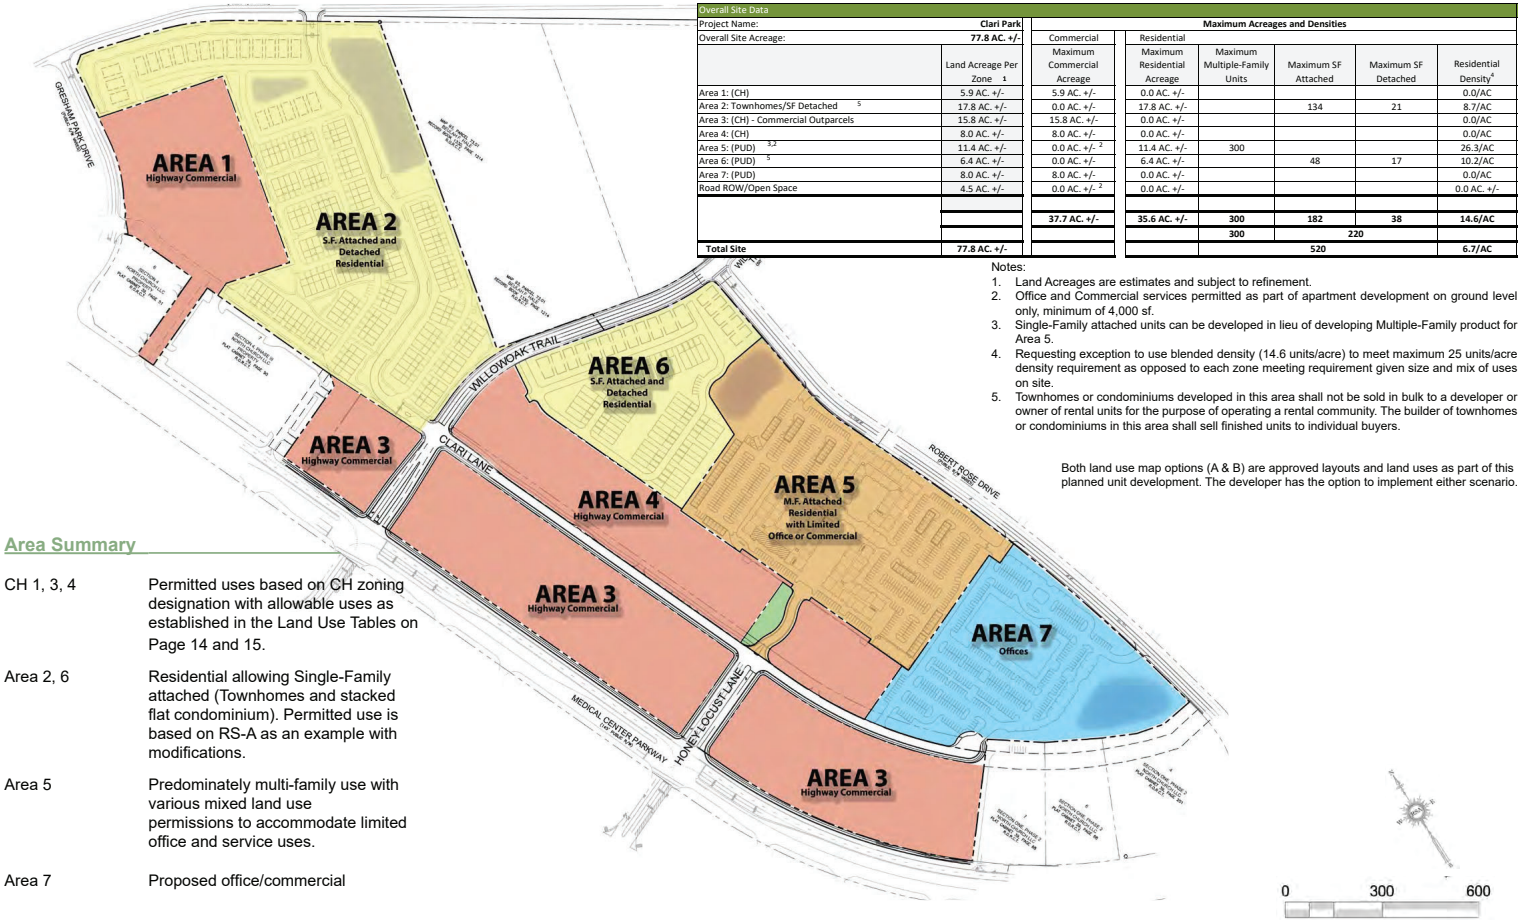 Overall Site Data
Project Name: Clari Park Maximum Acreages and Densities
Overall Site Acreage: 77.8 AC. +/- Commercial Residential
Land Acreage Per Zone 1 Maximum Commercial Acreage Maximum Residential Acreage Maximum Multiple-Family Units Maximum SF Attached Maximum SF Detached Residential Density4
Area 1: (CH) 5.9 AC. +/- 5.9 AC. +/- 0.0 AC. +/- 0.0/AC
Area 2: Townhomes/SF Detached 5 17.8 AC. +/- 0.0 AC. +/- 17.8 AC. +/- 134 21 8.7/AC
Area 3: (CH) - Commercial Outparcels 15.8 AC. +/- 15.8 AC. +/- 0.0 AC. +/- 0.0/AC
Area 4: (CH) 8.0 AC. +/- 8.0 AC. +/- 0.0 AC. +/- 0.0/AC
Area 5: (PUD) 3,2 11.4 AC. +/- 0.0 AC. +/- 2 11.4 AC. +/- 300 26.3/AC
Area 6: (PUD) 5 6.4 AC. +/- 0.0 AC. +/- 6.4 AC. +/- 48 17 10.2/AC
Area 7: (PUD) 8.0 AC. +/- 8.0 AC. +/- 0.0 AC. +/- 0.0/AC
Road ROW/Open Space 4.5 AC. +/- 0.0 AC. +/- 2 0.0 AC. +/- 0.0 AC. +/-
37.7 AC. +/- 35.6 AC. +/- 300 182 38 14.6/AC
300 220
Total Site 77.8 AC. +/- 520 6.7/AC
Notes:
1. Land Acreages are estimates and subject to refinement.
2. Office and Commercial services permitted as part of apartment development on ground level
only, minimum of 4,000 sf.
3. Single-Family attached units can be developed in lieu of developing Multiple-Family product for
Area 5.
4. Requesting exception to use blended density (14.6 units/acre) to meet maximum 25 units/acre
density requirement as opposed to each zone meeting requirement given size and mix of uses
on site.
5. Townhomes or condominiums developed in this area shall not be sold in bulk to a developer or
owner of rental units for the purpose of operating a rental community. The builder of townhomes
or condominiums in this area shall sell finished units to individual buyers.
Both land use map options (A & B) are approved layouts and land uses as part of this
planned unit development. The developer has the option to implement either scenario.
GRESHAM PARK DRIVE
AREA 1
Highway Commercial
AREA 2
S.F. Attached and
Detached
Residential
WILLOWOAK TRAIL
AREA 6
S.F. Attached and
Detached
Residential
AREA 3
Highway Commercial
CLARI LANE
AREA 4
Highway Commercial
AREA 5
M.F. Attached
Residential
with Limited
Office or Commercial
ROBERT ROSE DRIVE
AREA 3
Highway Commercial
AREA 7
Offices
HONEY LOCUST LANE
MEDICAL CENTER PARKWAY
AREA 3
Highway Commercial
Area Summary
CH 1, 3, 4 Permitted uses based on CH zoning
designation with allowable uses as
established in the Land Use Tables on
Page 14 and 15.
Area 2, 6 Residential allowing Single-Family
attached (Townhomes and stacked
flat condominium). Permitted use is
based on RS-A as an example with
modifications.
Area 5 Predominately multi-family use with
various mixed land use
permissions to accommodate limited
office and service uses.
Area 7 Proposed office/commercial
0 300 600